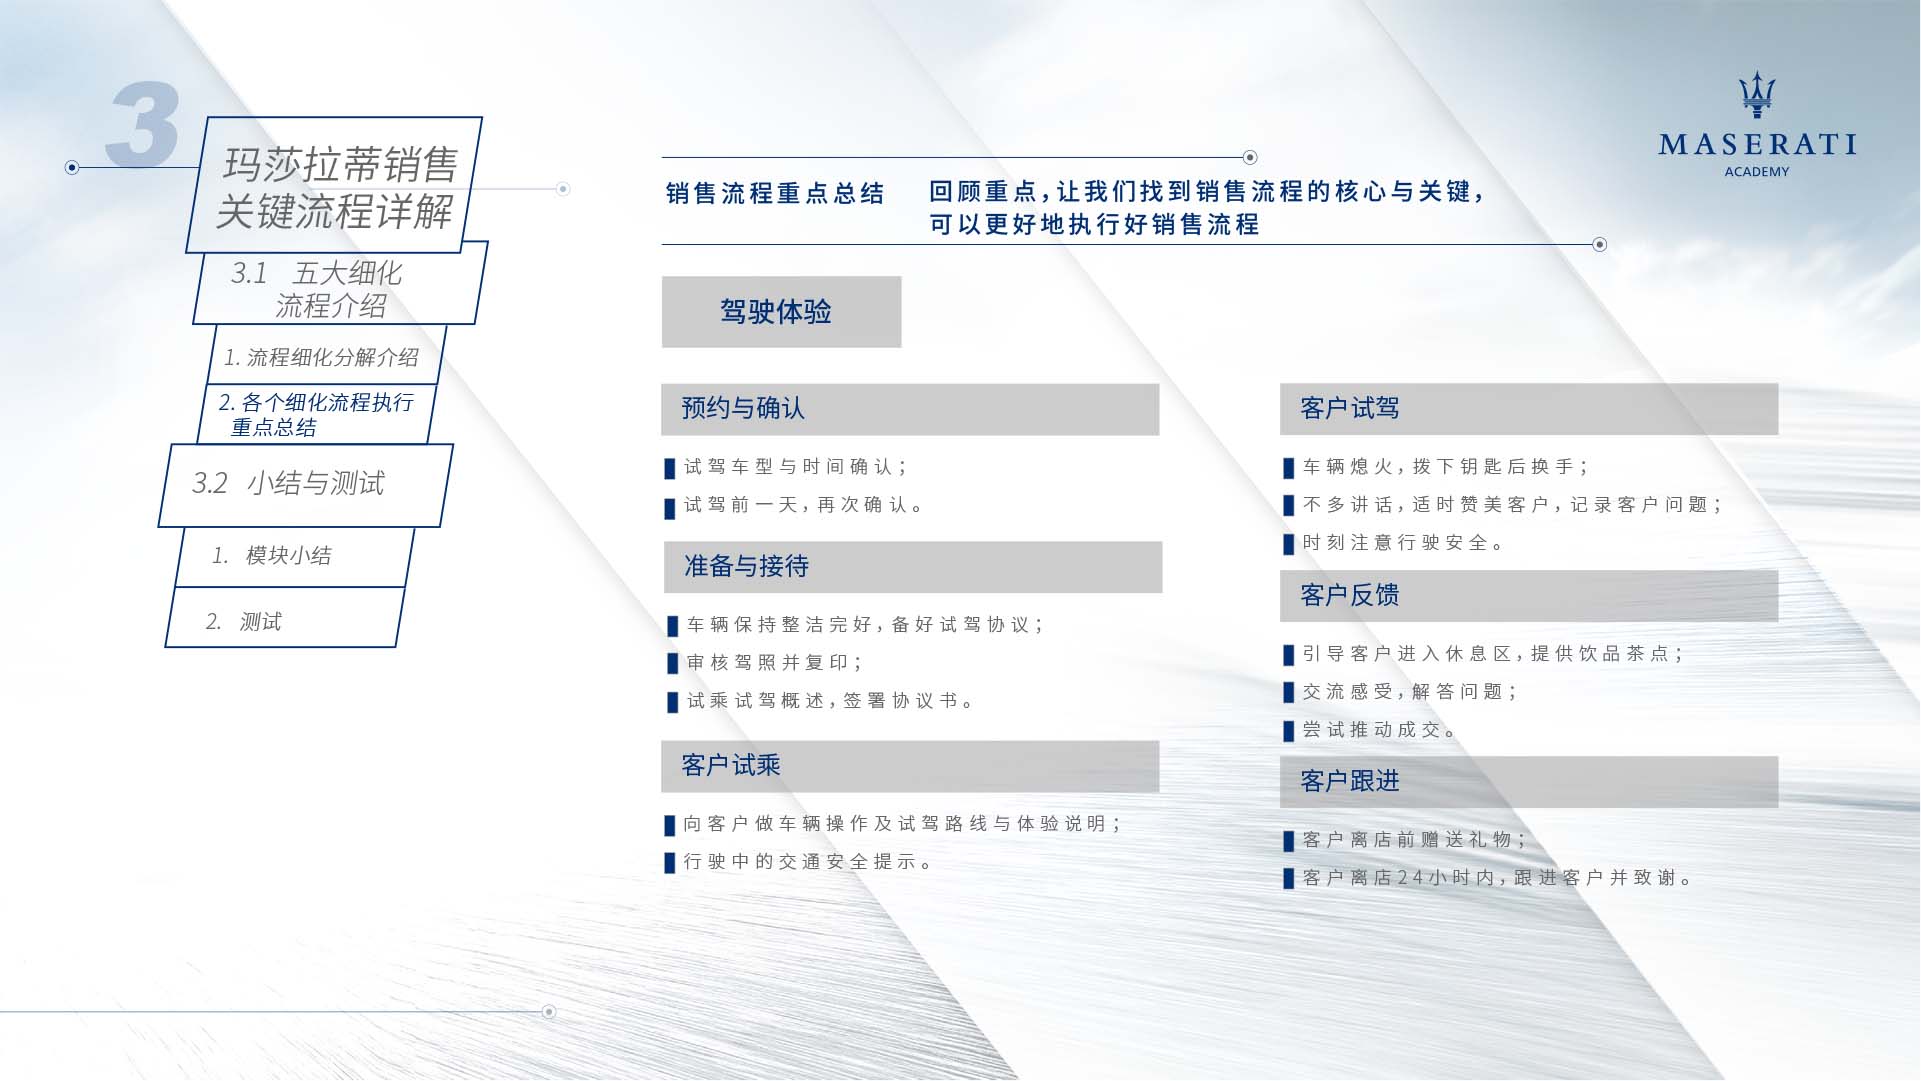 3
玛莎拉蒂销售
关键流程详解
3.1 五大细化
流程介绍
1. 流程细化分解介绍
2. 各个细化流程执行
重点总结
3.2 小结与测试
1. 模块小结
2. 测试
MASERATI
ACADEMY
销售流程重点总结
回顾重点,让我们找到销售流程的核心与关键,
可以更好地执行好销售流程
驾驶体验
预约与确认
试驾车型与时间确认;
试驾前一天,再次确认。
准备与接待
车辆保持整洁完好,备好试驾协议;
审核驾照并复印;
试乘试驾概述,签署协议书。
客户试乘
向客户做车辆操作及试驾路线与体验说明;
行驶中的交通安全提示。
客户试驾
车辆熄火,拨下钥匙后换手;
不多讲话,适时赞美客户,记录客户问题;
时刻注意行驶安全。
客户反馈
引导客户进入休息区,提供饮品茶点;
交流感受,解答问题;
尝试推动成交。
客户跟进
客户离店前赠送礼物;
客户离店24小时内,跟进客户并致谢。